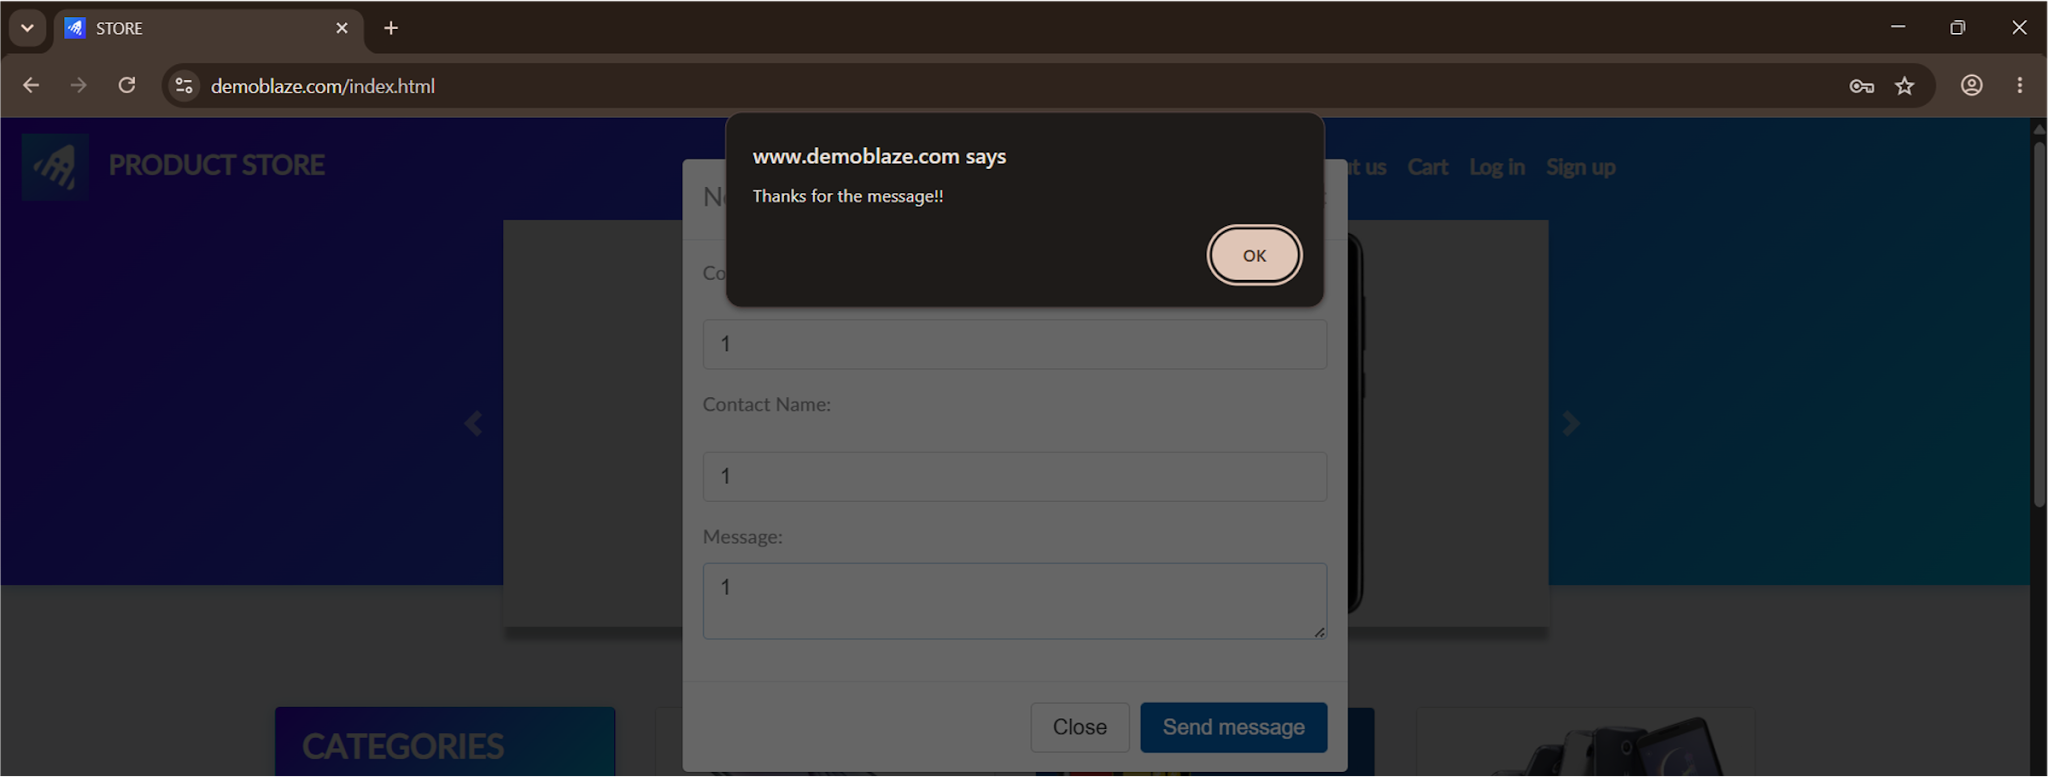 STORE
demoblaze.com/index.html
PRODUCT STORE
www.demoblaze.com says
Thanks for the message!!
OK
us Cart Log in Sign up
1
Contact Name:
1
Message:
1
Close Send message
CATEGORIES